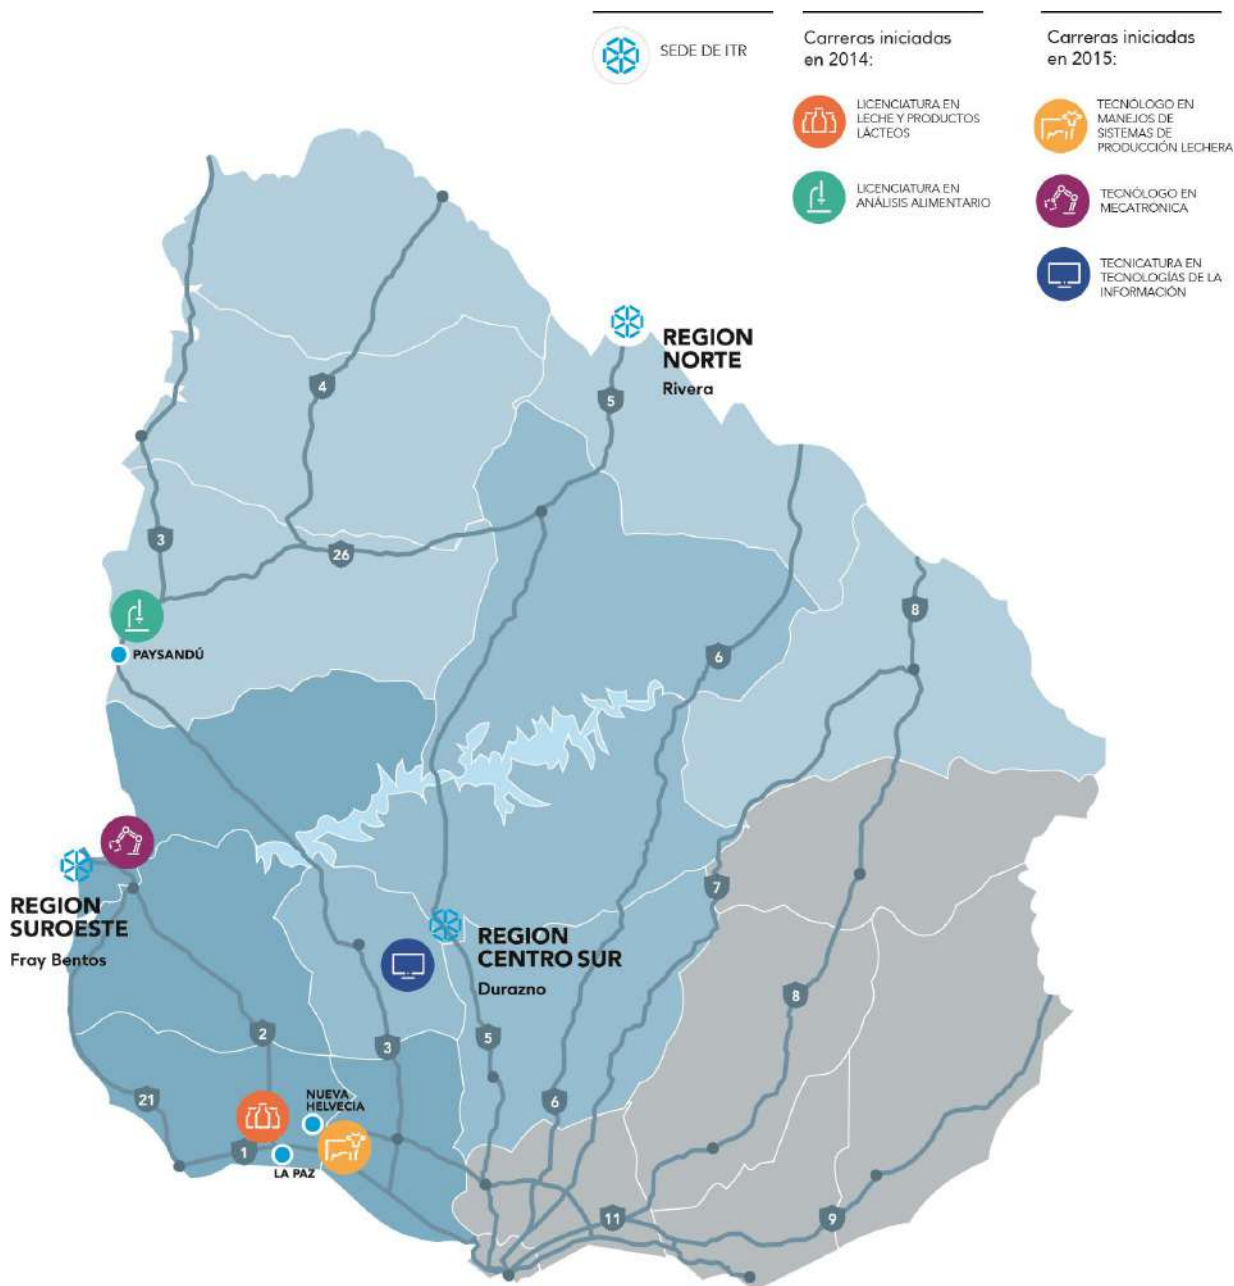 SEDE DE ITR
Carreras iniciadas
en 2014:
LICENCIATURA EN
LECHE Y PRODUCTOS
LÁCTEOS
LICENCIATURA EN
ANÁLISIS ALIMENTARIO
Carreras iniciadas
en 2015:
TECNÓLOGO EN
MANEJOS DE
SISTEMAS DE
PRODUCCIÓN LECHERA
TECNÓLOGO EN
MECATRÓNICA
TECNICATURA EN
TECNOLOGÍAS DE LA
INFORMACIÓN
REGION
NORTE
Rivera
4
5
3
26
8
6
PAYSANDÚ
7
REGION
SUROESTE
Fray Bentos
REGION
CENTRO SUR
Durazno
8
2
3
5
21
6
NUEVA
HELVECIA
1
LA PAZ
11
9